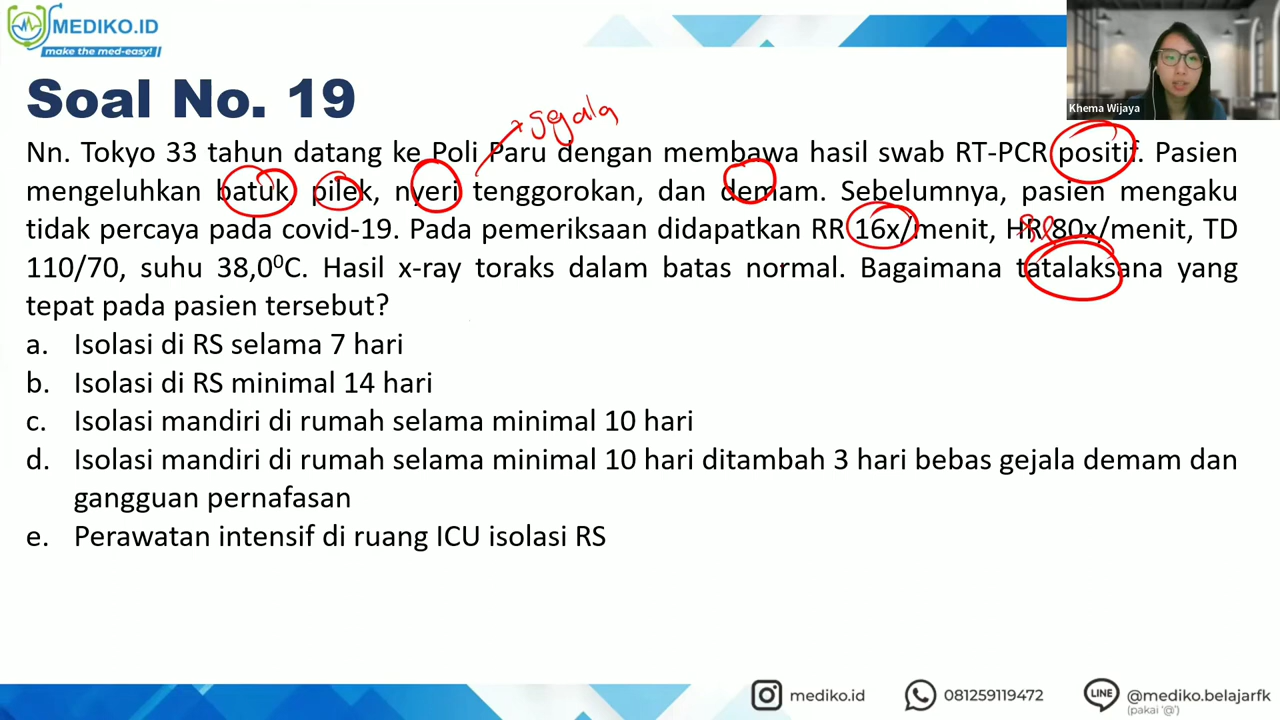 MEDIKO.ID
make the med-easy!
Khema Wijaya
Soal No. 19
segala
Nn. Tokyo 33 tahun datang ke Poli Paru dengan membawa hasil swab RT-PCR positif. Pasien
mengeluhkan batuk, pilek, nyeri tenggorokan, dan demam. Sebelumnya, pasien mengaku
tidak percaya pada covid-19. Pada pemeriksaan didapatkan RR 16x/menit, HR 80x/menit, TD
110/70, suhu 38,0⁰C. Hasil x-ray toraks dalam batas normal. Bagaimana tatalaksana yang
tepat pada pasien tersebut?
a. Isolasi di RS selama 7 hari
b. Isolasi di RS minimal 14 hari
c. Isolasi mandiri di rumah selama minimal 10 hari
d. Isolasi mandiri di rumah selama minimal 10 hari ditambah 3 hari bebas gejala demam dan
gangguan pernafasan
e. Perawatan intensif di ruang ICU isolasi RS
mediko.id
081259119472
LINE
@mediko.belajarfk
(pakai '@')